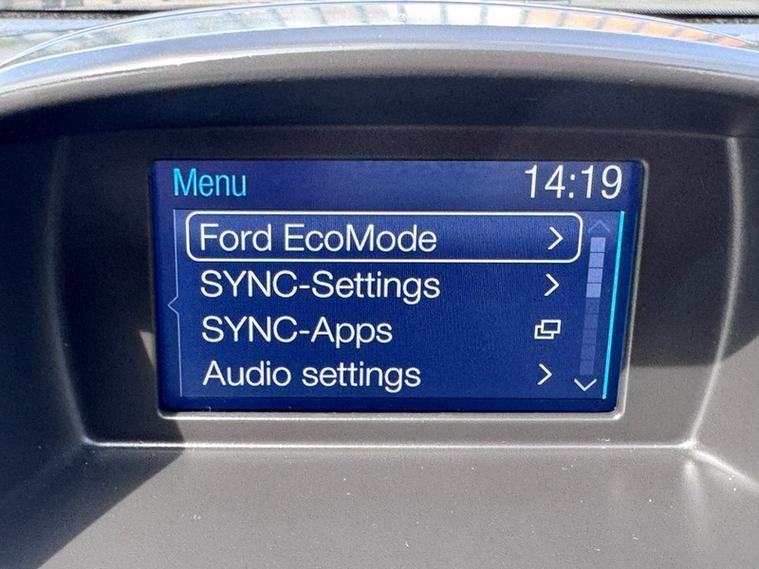 Menu 14:19
Ford EcoMode
SYNC-Settings
SYNC-Apps
Audio settings